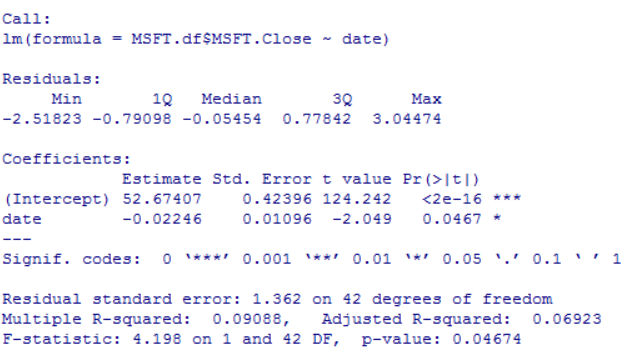 Call:
lm(formula = MSFT.df$MSFT.Close ~ date)
Residuals:
Min 1Q Median 3Q Max
-2.51823 -0.79098 -0.05454 0.77842 3.04474
Coefficients:
Estimate Std. Error t value Pr(>|t|)
(Intercept) 52.67407 0.42396 124.242 <2e-16 ***
date -0.02246 0.01096 -2.049 0.0467 *
---
Signif. codes: 0 ‘***’ 0.001 ‘**’ 0.01 ‘*’ 0.05 ‘.’ 0.1 ‘ ’ 1
Residual standard error: 1.362 on 42 degrees of freedom
Multiple R-squared: 0.09088, Adjusted R-squared: 0.06923
F-statistic: 4.198 on 1 and 42 DF, p-value: 0.04674